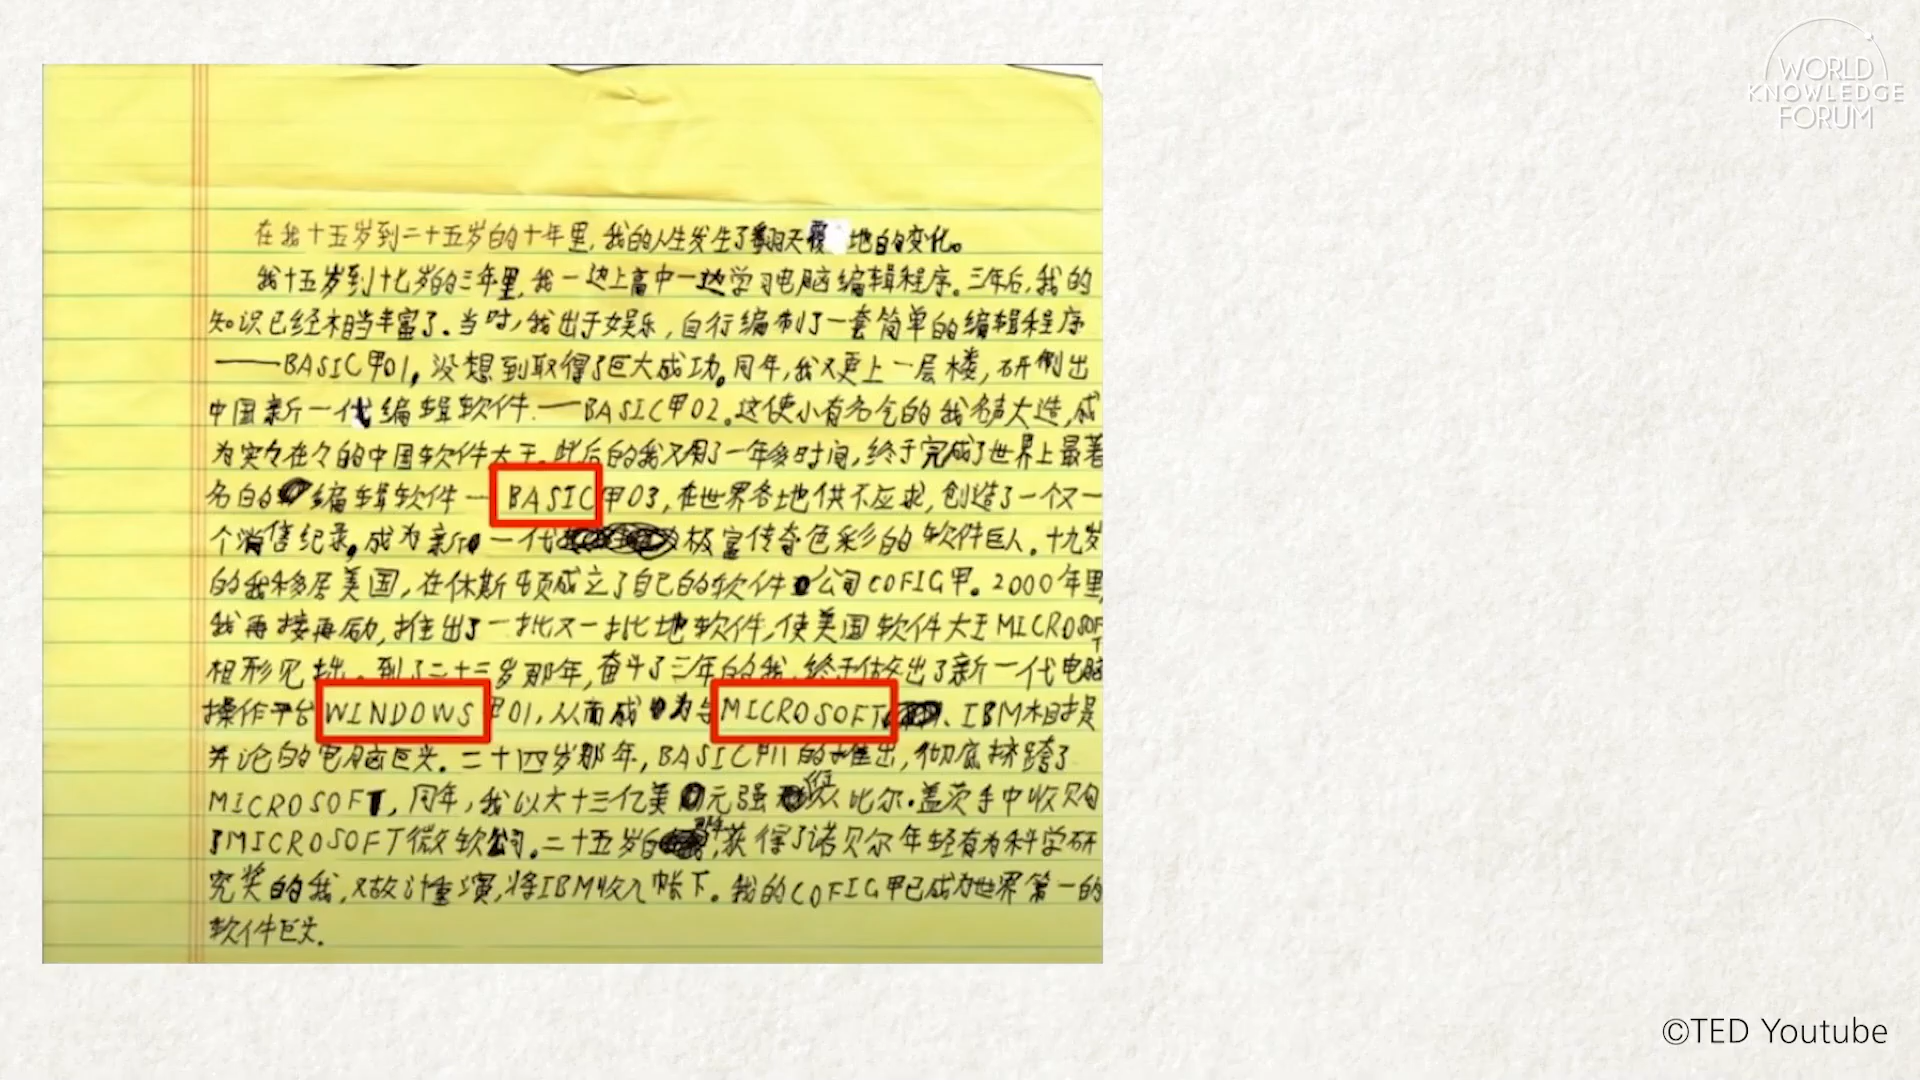 WORLD
KNOWLEDGE
FORUM
在我十五岁到二十五岁的十年里,我的人生发生了翻天覆地的变化。
我十五岁到十七岁的三年里,我一边上高中一边学习电脑编辑程序。三年后,我的
知识已经相当丰富了.当时,我出于娱乐,自行编制了一套简单的编辑程序
——BASIC甲01,没想到取得了巨大成功。同年,我又更上一层楼,研制出
中国新一代编辑软件.—BASIC甲02.这使小有名气的我名声大造,成
为实々在々的中国软件大王.此后的我又用了一年多时间,终于完成了世界上最著
名的编辑软件—BASIC甲03,在世界各地供不应求,创造了一个又一
个消售纪录,成为新一代极富传奇色彩的软件巨人.十九岁
的我移居美国,在休斯顿成立了自己的软件公司COFIG甲。2000年里,
我再接再励,推出了一批又一批地软件,使美国软件大王MICROSOFT
相形见拙.到了二十三岁那年,奋斗了三年的我,终于做出了新一代电脑
操作平台WINDOWS甲01,从而成为与MICROSOFT、IBM相提
并论的电脑巨头.二十四岁那年,BASIC甲11的推出,彻底挤跨了
MICROSOFT,同年,我以六十三亿美元强从比尔·盖茨手中收购
了MICROSOFT微软公司.二十五岁那年,获得了诺贝尔年轻有为科学研
究奖的我,又故计重演,将IBM收入帐下。我的COFIG甲已成为世界第一的
软件巨头.
©TED Youtube